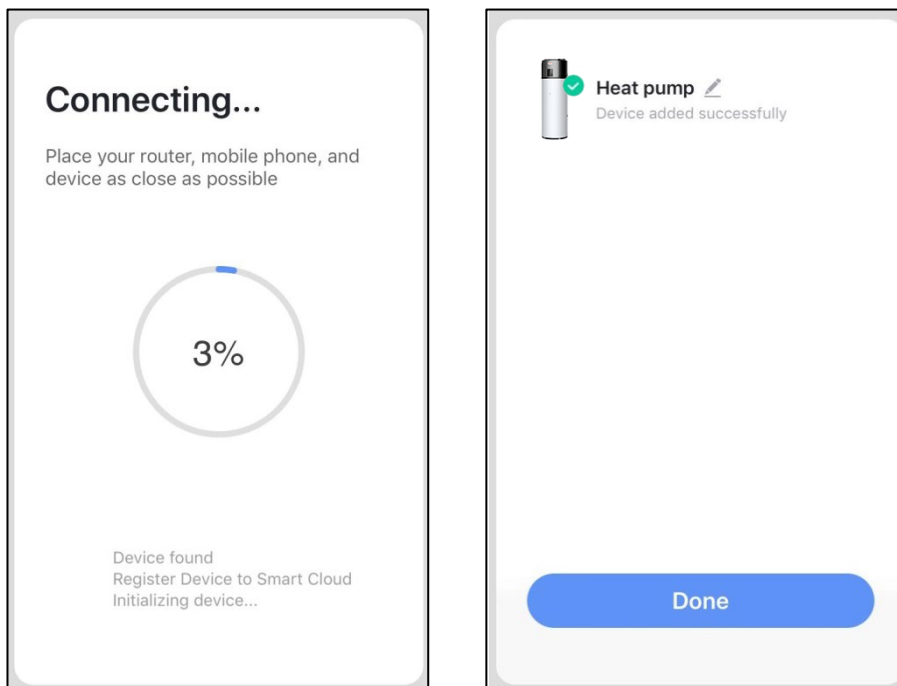 Connecting...
Place your router, mobile phone, and
device as close as possible
3%
Device found
Register Device to Smart Cloud
Initializing device...
Heat pump
Device added successfully
Done